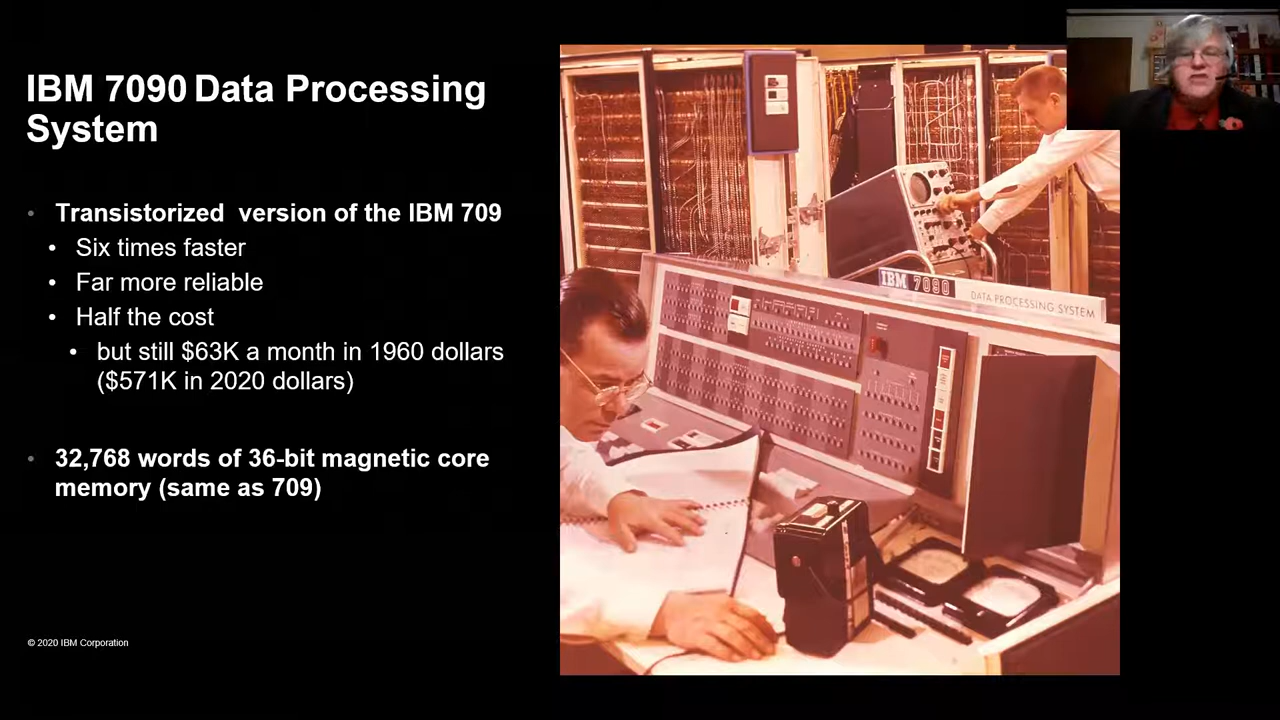 IBM 7090 Data Processing
System
• Transistorized version of the IBM 709
• Six times faster
• Far more reliable
• Half the cost
• but still $63K a month in 1960 dollars
($571K in 2020 dollars)
• 32,768 words of 36-bit magnetic core
memory (same as 709)
IBM 7090 DATA PROCESSING SYSTEM
© 2020 IBM Corporation